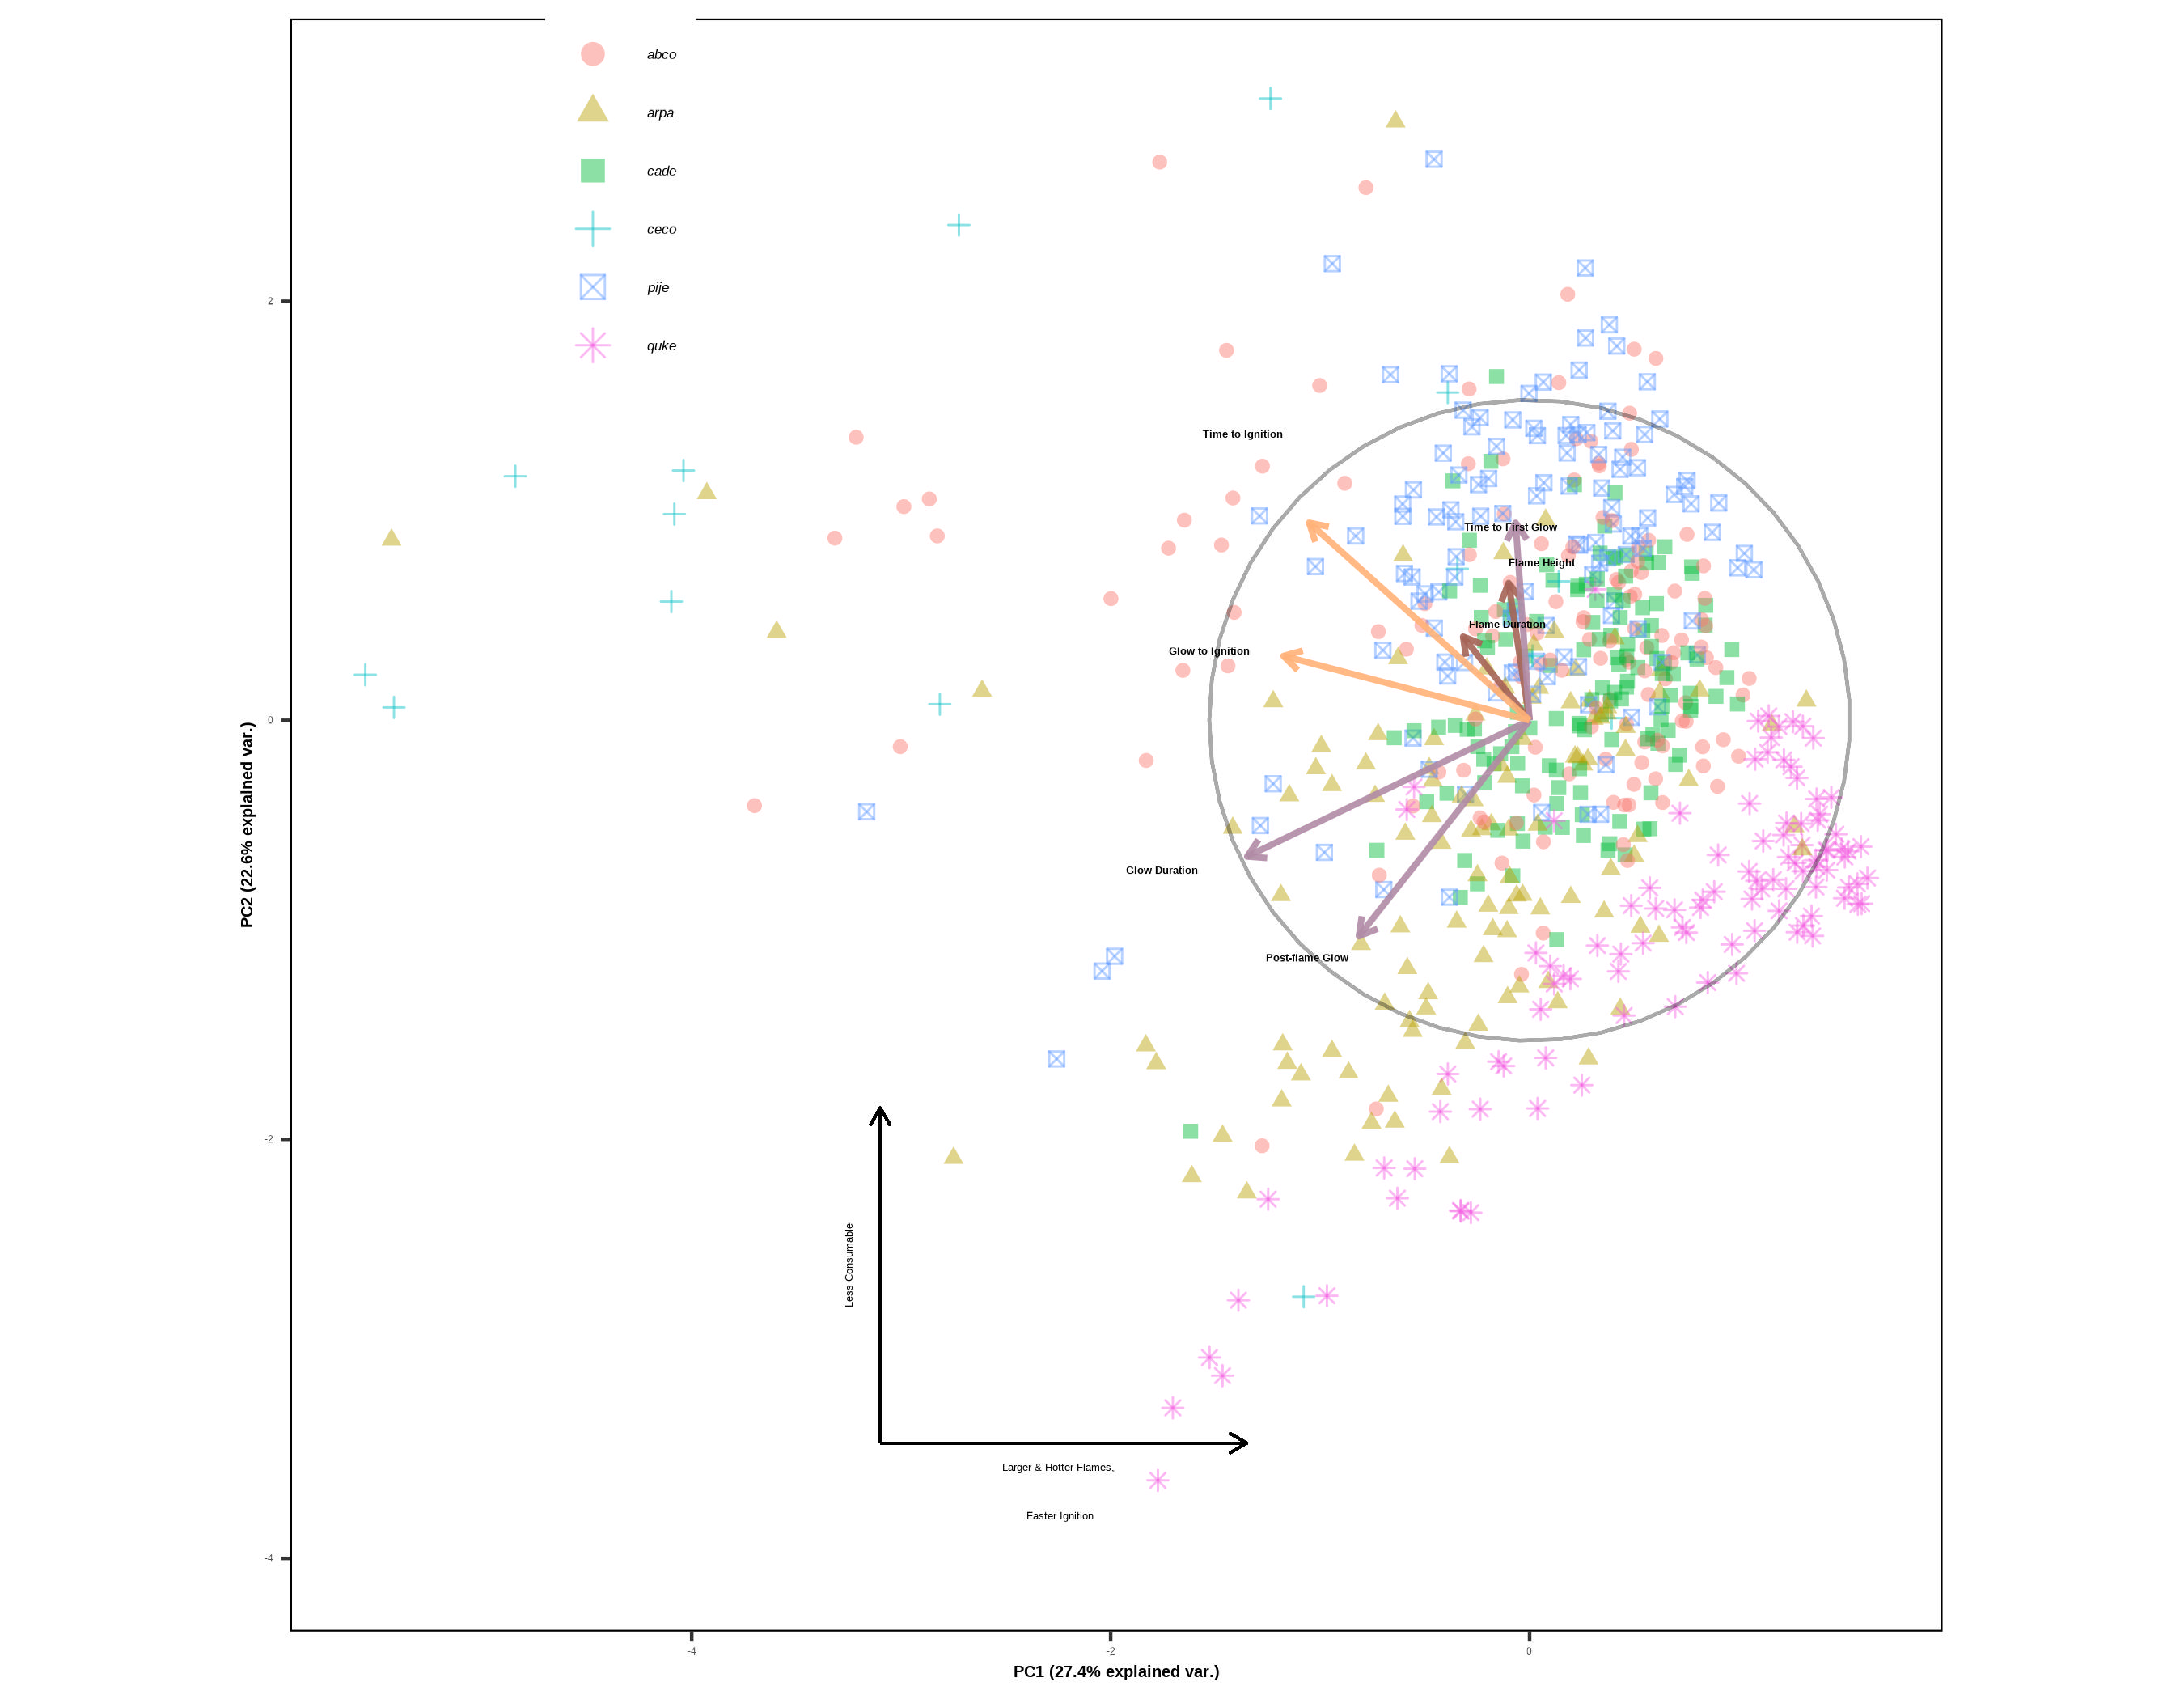 abco
arpa
cade
ceco
pije
quke
2
0
-2
-4
PC2 (22.6% explained var.)
Time to Ignition
Time to First Glow
Flame Height
Flame Duration
Glow to Ignition
Glow Duration
Post-flame Glow
Less Consumable
Larger & Hotter Flames,
Faster Ignition
-4
-2
0
PC1 (27.4% explained var.)